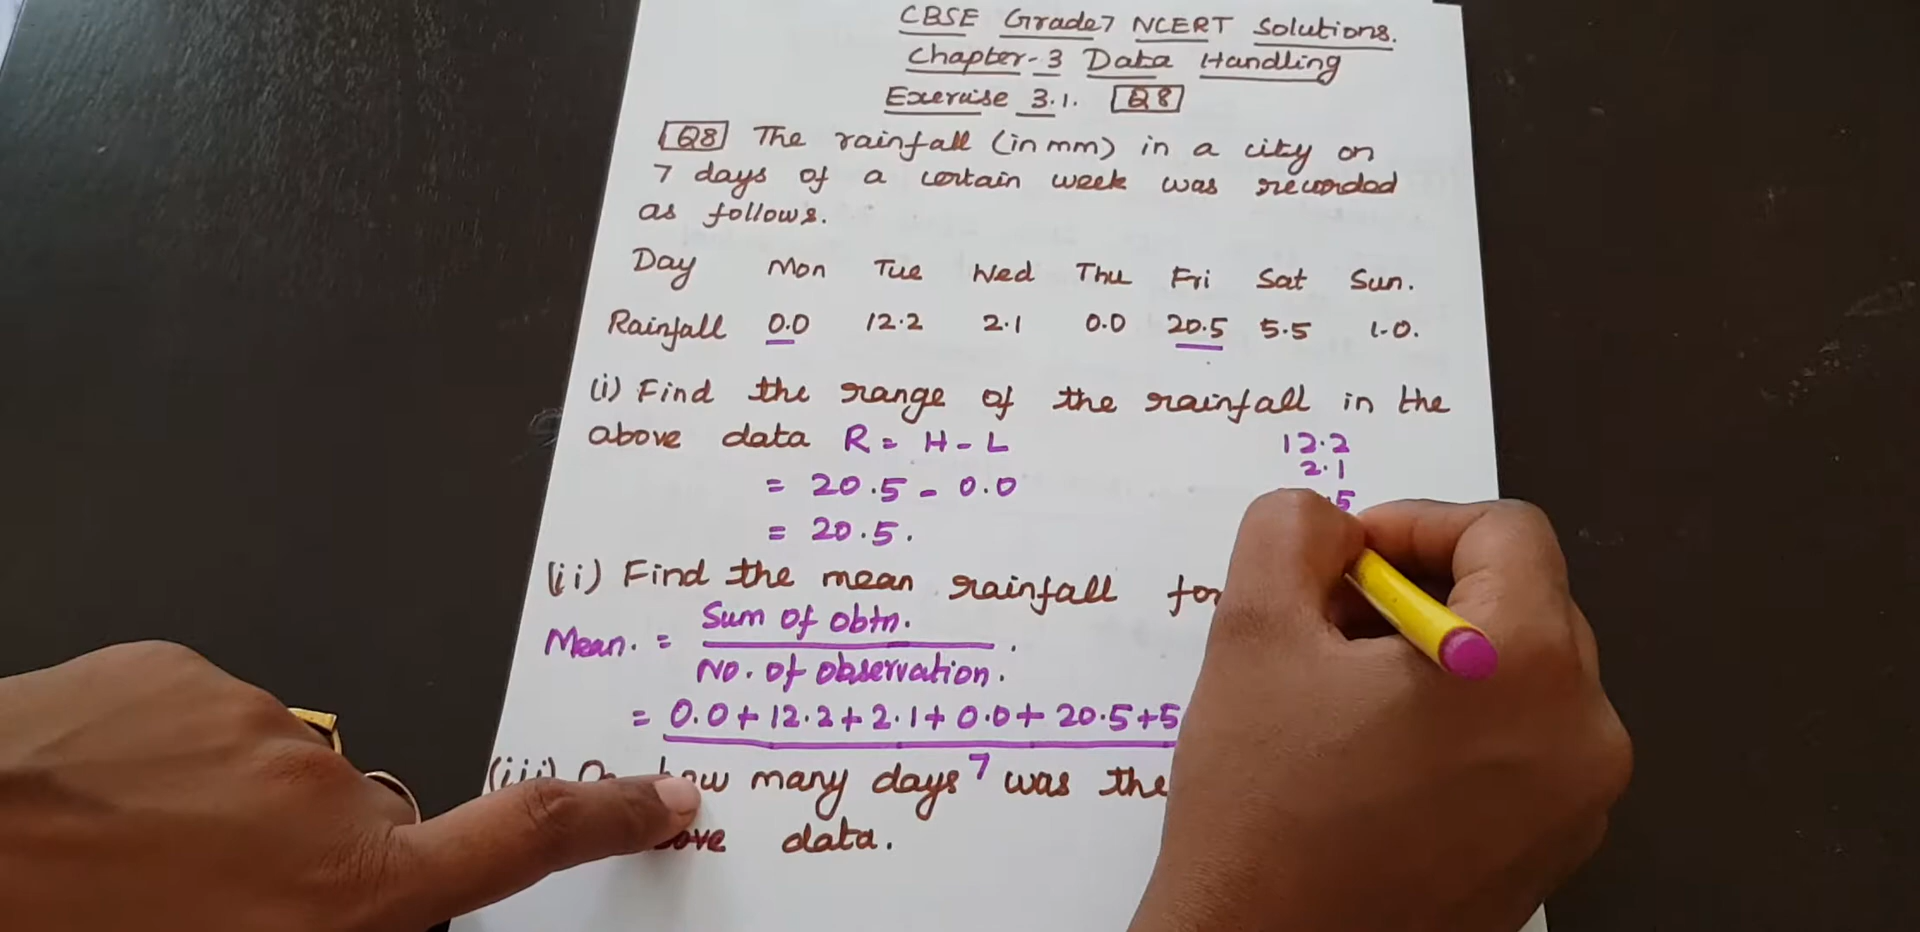 CBSE Grade7 NCERT Solutions.
Chapter-3 Data Handling
Exercise 3.1. Q8
Q8 The rainfall (in mm) in a city on
7 days of a certain week was recorded
as follows.
Day Mon Tue Wed Thu Fri Sat Sun.
Rainfall 0.0 12.2 2.1 0.0 20.5 5.5 1.0.
(i) Find the range of the rainfall in the
above data R = H - L
12.2
2.1
.5
= 20.5 - 0.0
= 20.5.
(ii) Find the mean rainfall for
Mean. = Sum of obtn.
No. of observation.
= 0.0 + 12.2 + 2.1 + 0.0 + 20.5 + 5
7
(iii) how many days was the
data.